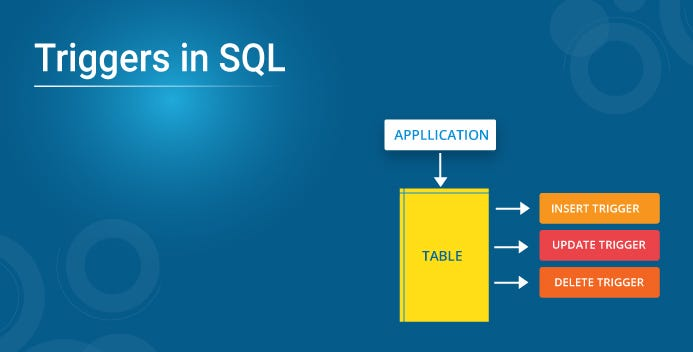 Triggers in SQL
APPLLICATION
TABLE
INSERT TRIGGER
UPDATE TRIGGER
DELETE TRIGGER